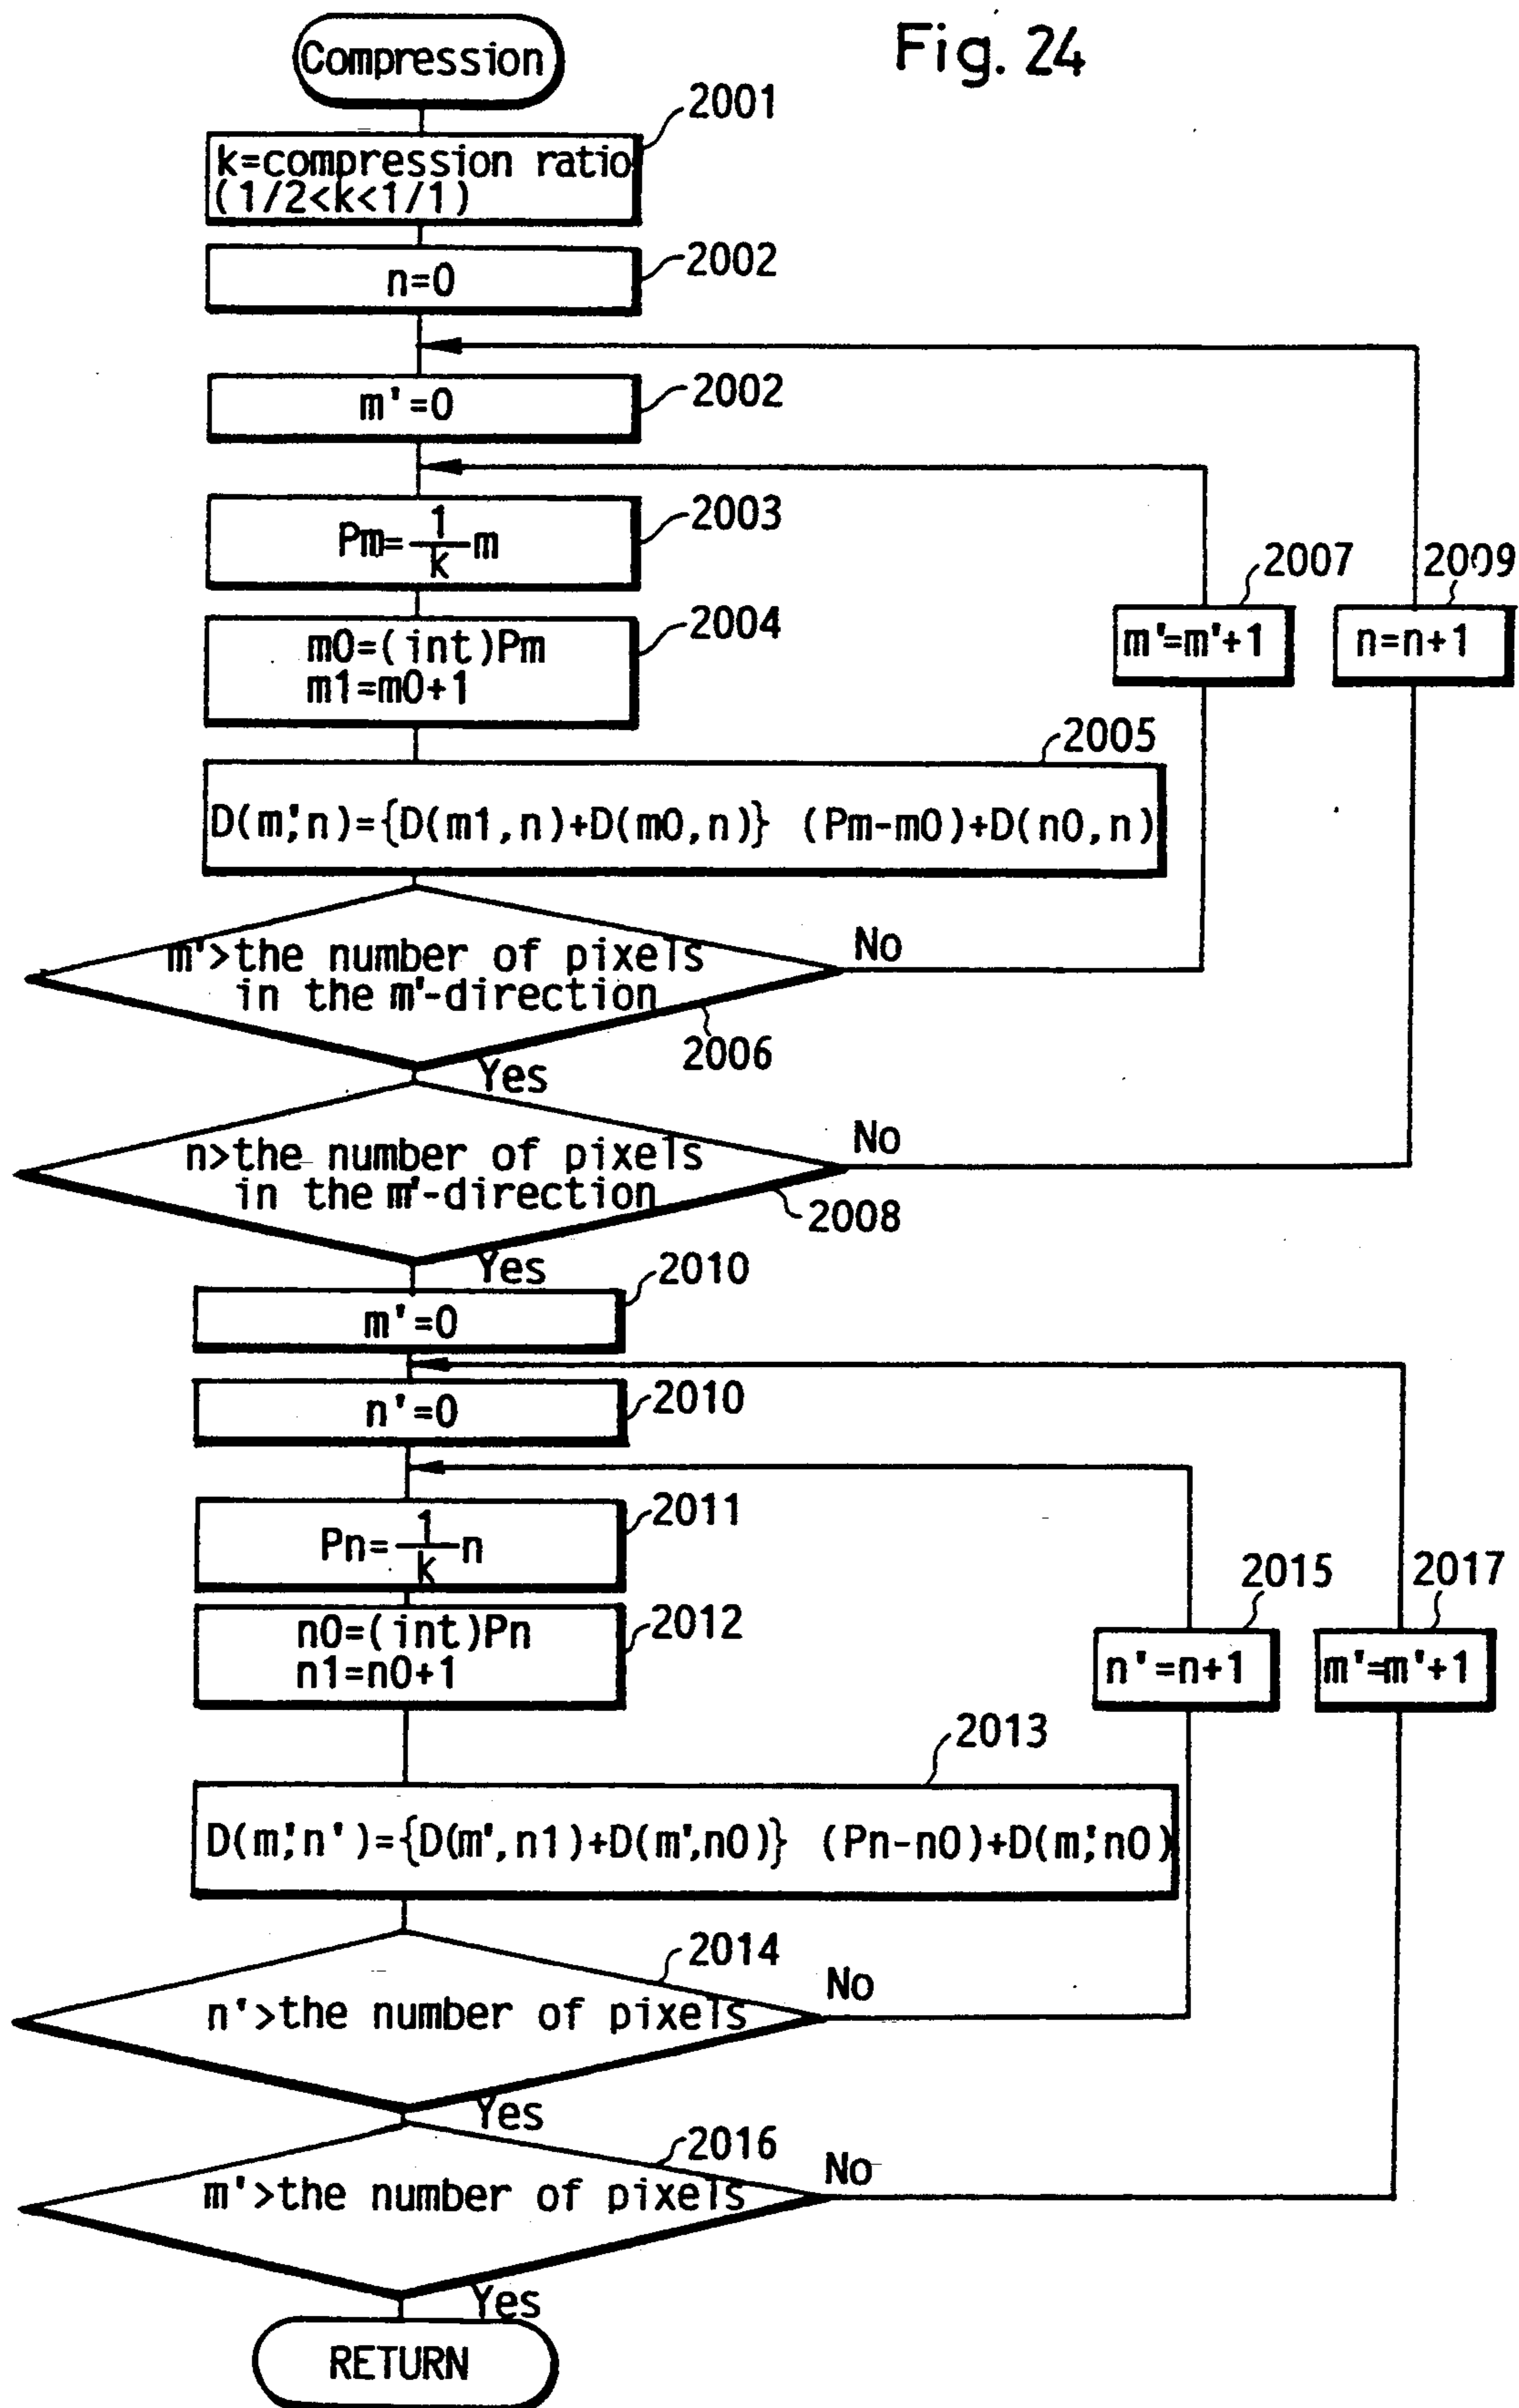 Fig. 24
Compression
2001
k=compression ratio
(1/2<k<1/1)
2002
n=0
2002
m'=0
2003
Pm=1/k m
2004
m0=(int)Pm
m1=m0+1
2007
m'=m'+1
2009
n=n+1
2005
D(m',n)={D(m1,n)+D(m0,n)} (Pm-m0)+D(n0,n)
m'>the number of pixels
in the m'-direction
No
2006
Yes
n>the number of pixels
in the m'-direction
No
2008
Yes
2010
m'=0
2010
n'=0
2011
Pn=1/k n
2012
n0=(int)Pn
n1=n0+1
2015
n'=n+1
2017
m'=m'+1
2013
D(m',n')={D(m',n1)+D(m',n0)} (Pn-n0)+D(m',n0)
2014
n'>the number of pixels
No
Yes
2016
m'>the number of pixels
No
Yes
RETURN